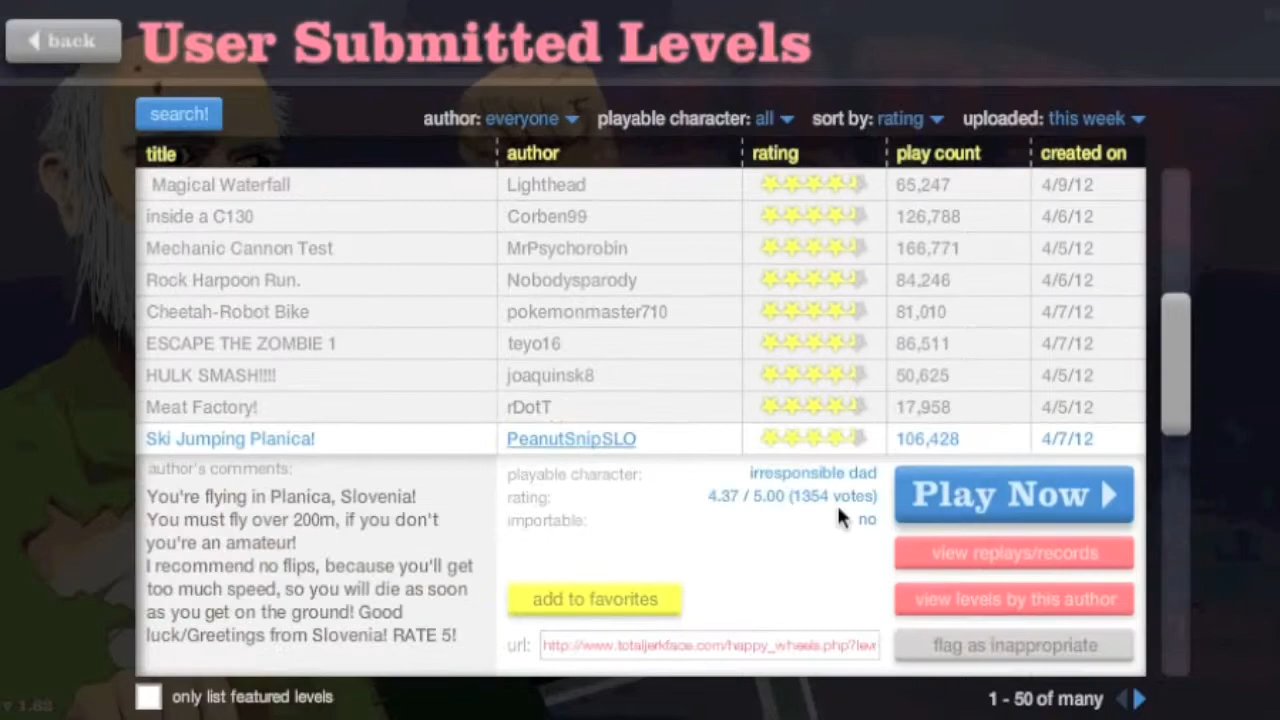 back
User Submitted Levels
search!
author: everyone playable character: all sort by: rating uploaded: this week
title author rating play count created on
Magical Waterfall Lighthead 65,247 4/9/12
inside a C130 Corben99 126,788 4/6/12
Mechanic Cannon Test MrPsychorobin 166,771 4/5/12
Rock Harpoon Run. Nobodysparody 84,246 4/6/12
Cheetah-Robot Bike pokemonmaster710 81,010 4/7/12
ESCAPE THE ZOMBIE 1 teyo16 86,511 4/7/12
HULK SMASH!!!! joaquinsk8 50,625 4/5/12
Meat Factory! rDotT 17,958 4/5/12
Ski Jumping Planica! PeanutSnipSLO 106,428 4/7/12
author's comments:
You're flying in Planica, Slovenia!
You must fly over 200m, if you don't
you're an amateur!
I recommend no flips, because you'll get
too much speed, so you will die as soon
as you get on the ground! Good
luck/Greetings from Slovenia! RATE 5!
playable character: irresponsible dad
rating: 4.37 / 5.00 (1354 votes)
importable: no
add to favorites
url: http://www.totaljerkface.com/happy_wheels.php?lev
Play Now
view replays/records
view levels by this author
flag as inappropriate
only list featured levels
1 - 50 of many